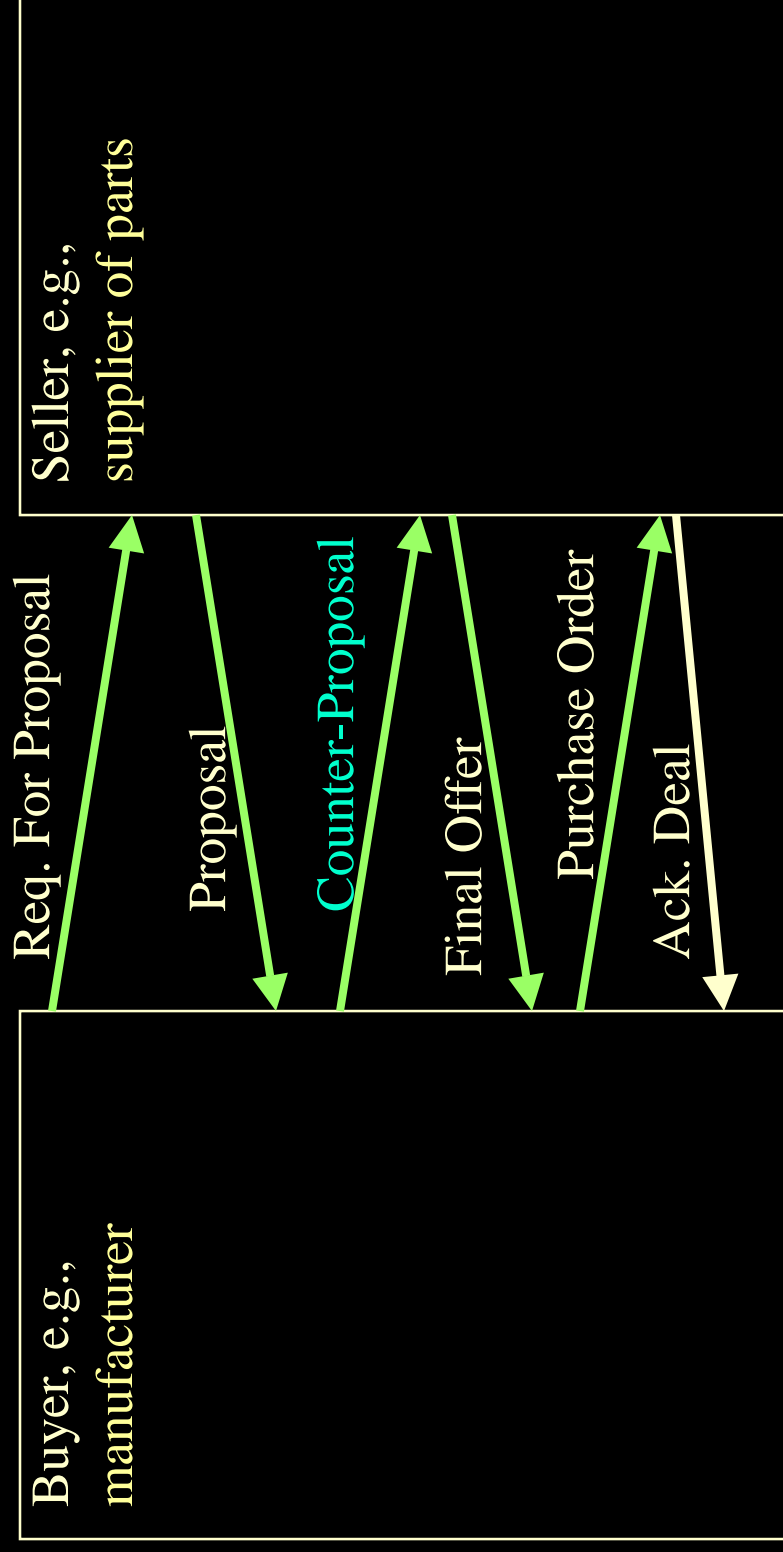 Buyer, e.g.,
manufacturer
Seller, e.g.,
supplier of parts
Req. For Proposal
Proposal
Counter-Proposal
Final Offer
Purchase Order
Ack. Deal